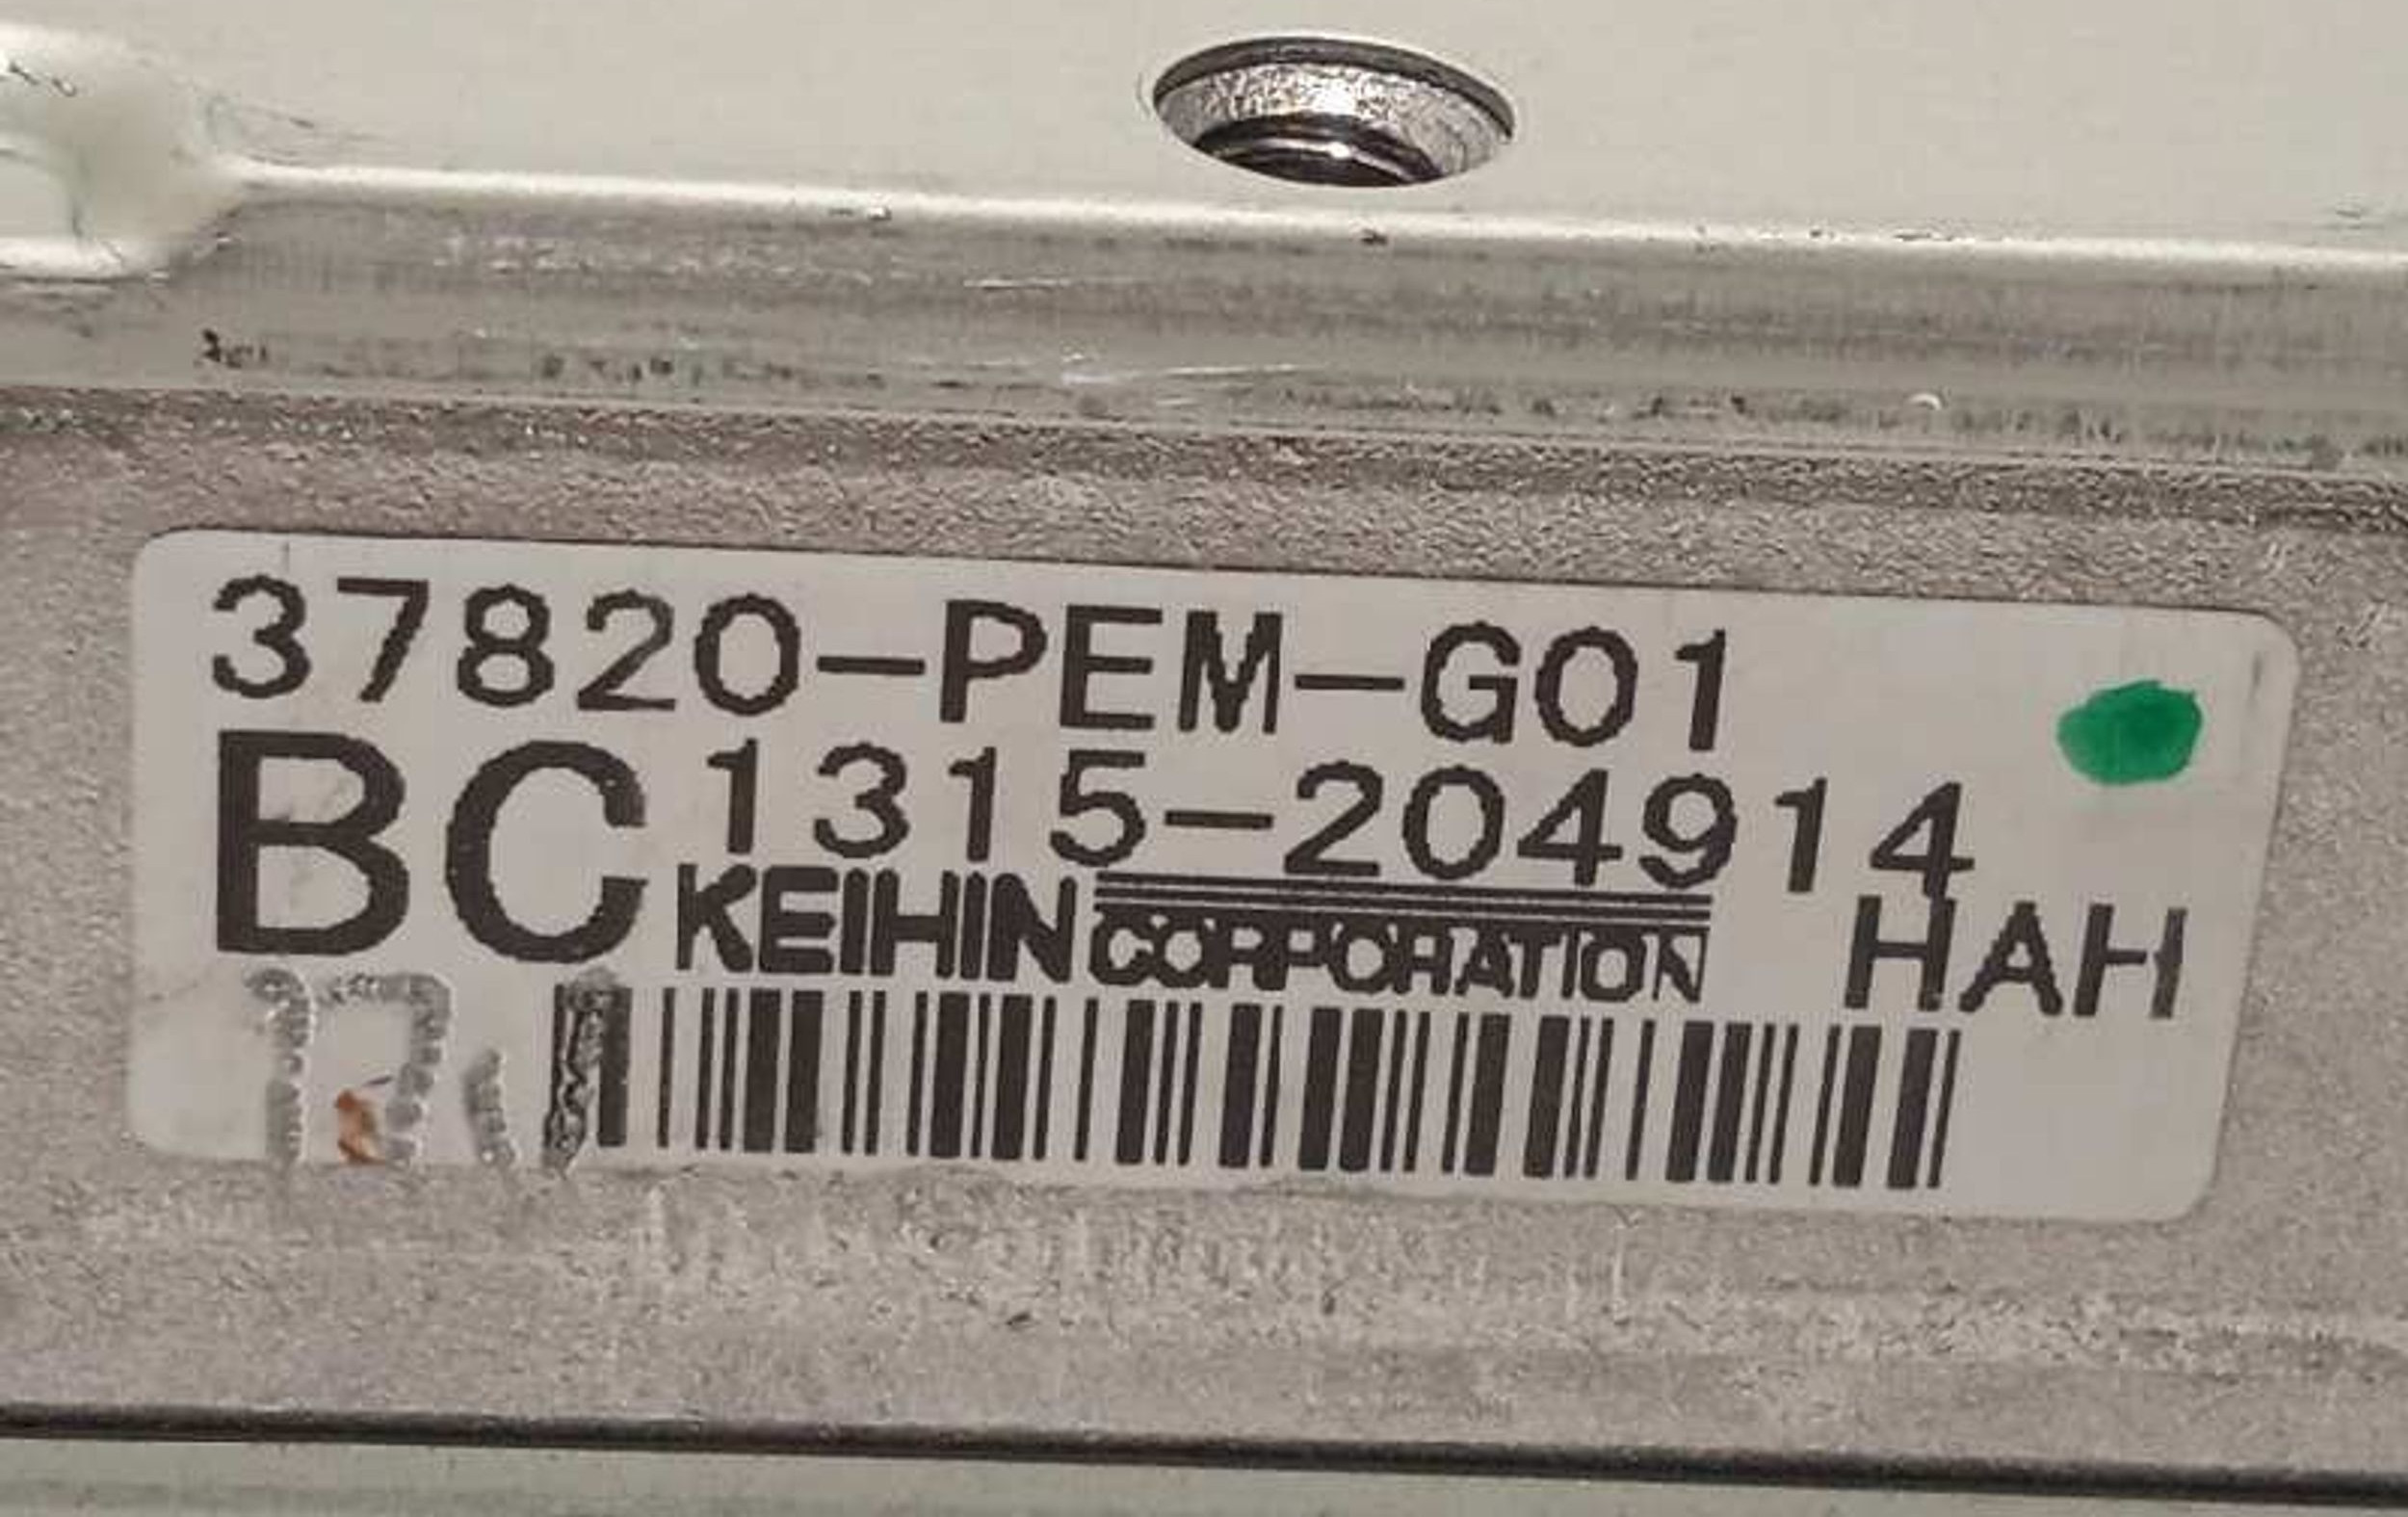 37820-PEM-G01
BC 1315-204914
KEIHIN CORPORATION HAH